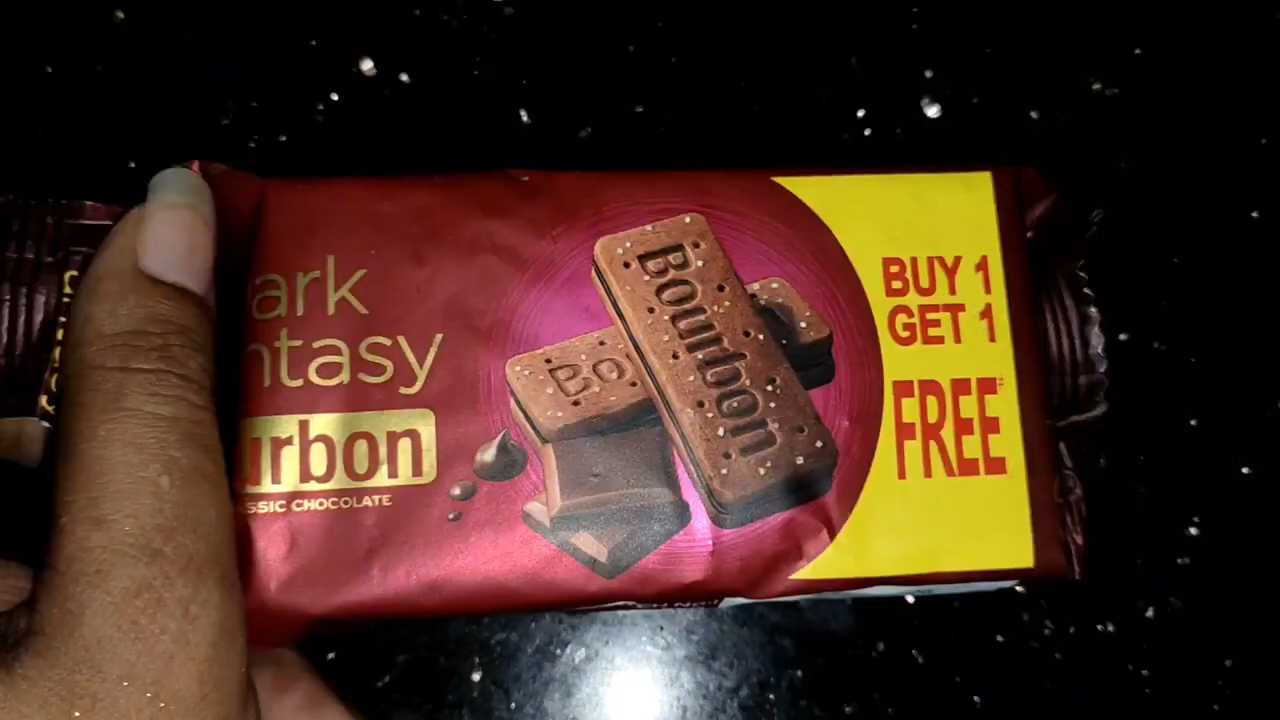 ark
ntasy
urbon
SSIC CHOCOLATE
Bourbon
BO
BUY 1
GET 1
FREE#